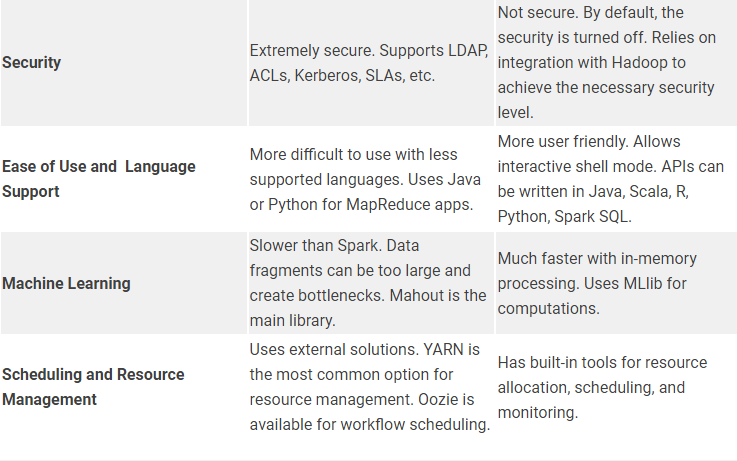 Security
Extremely secure. Supports LDAP,
ACLs, Kerberos, SLAs, etc.
Not secure. By default, the
security is turned off. Relies on
integration with Hadoop to
achieve the necessary security
level.
Ease of Use and  Language
Support
More difficult to use with less
supported languages. Uses Java
or Python for MapReduce apps.
More user friendly. Allows
interactive shell mode. APIs can
be written in Java, Scala, R,
Python, Spark SQL.
Machine Learning
Slower than Spark. Data
fragments can be too large and
create bottlenecks. Mahout is the
main library.
Much faster with in-memory
processing. Uses MLlib for
computations.
Scheduling and Resource
Management
Uses external solutions. YARN is
the most common option for
resource management. Oozie is
available for workflow scheduling.
Has built-in tools for resource
allocation, scheduling, and
monitoring.